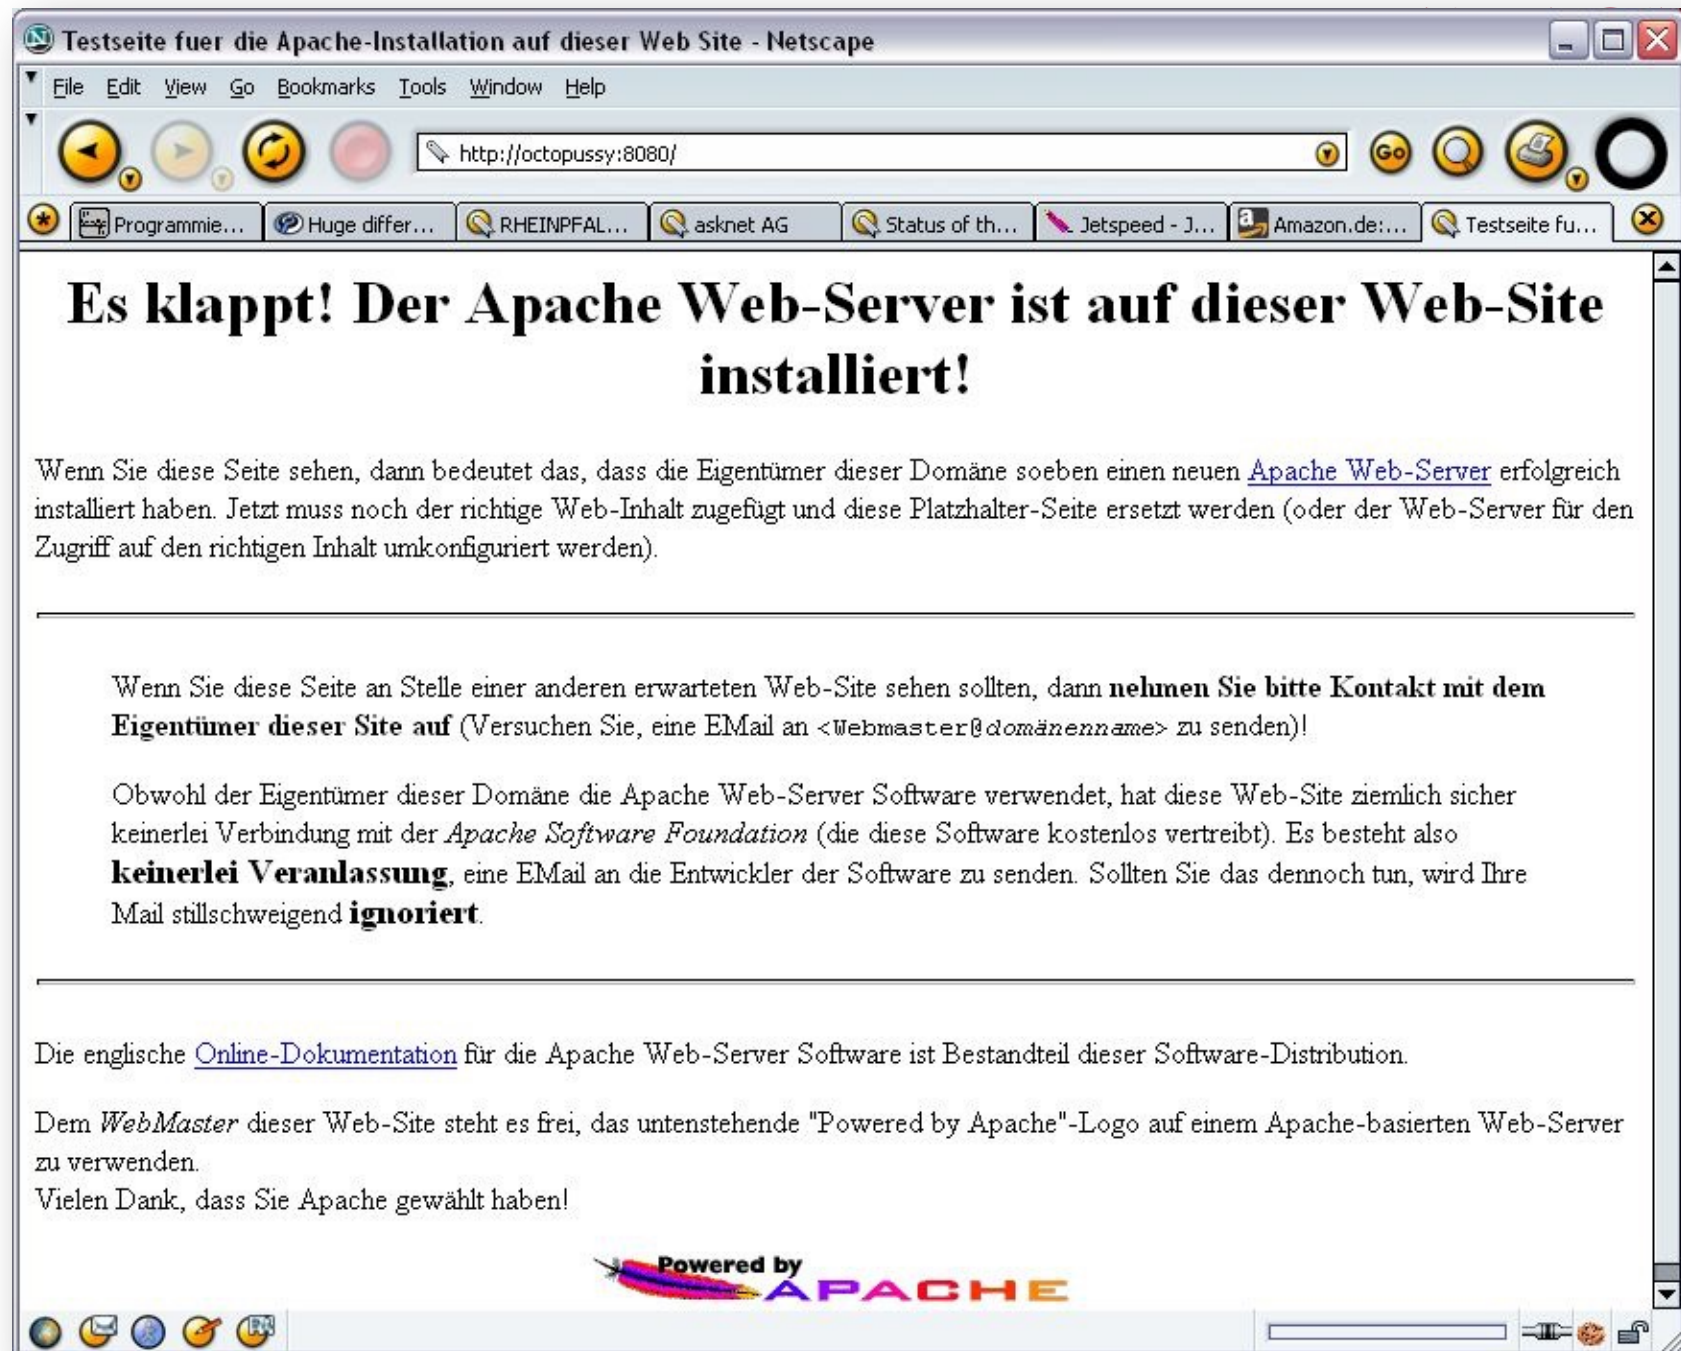 Testseite fuer die Apache-Installation auf dieser Web Site - Netscape
File Edit View Go Bookmarks Tools Window Help
http://octopussy:8080/
Go
Programmie... Huge differ... RHEINPFAL... asknet AG Status of th... Jetspeed - J... Amazon.de:... Testseite fu...
Es klappt! Der Apache Web-Server ist auf dieser Web-Site
installiert!
Wenn Sie diese Seite sehen, dann bedeutet das, dass die Eigentümer dieser Domäne soeben einen neuen Apache Web-Server erfolgreich
installiert haben. Jetzt muss noch der richtige Web-Inhalt zugefügt und diese Platzhalter-Seite ersetzt werden (oder der Web-Server für den
Zugriff auf den richtigen Inhalt umkonfiguriert werden).
Wenn Sie diese Seite an Stelle einer anderen erwarteten Web-Site sehen sollten, dann nehmen Sie bitte Kontakt mit dem
Eigentümer dieser Site auf (Versuchen Sie, eine EMail an <Webmaster@domänenname> zu senden)!
Obwohl der Eigentümer dieser Domäne die Apache Web-Server Software verwendet, hat diese Web-Site ziemlich sicher
keinerlei Verbindung mit der Apache Software Foundation (die diese Software kostenlos vertreibt). Es besteht also
keinerlei Veranlassung, eine EMail an die Entwickler der Software zu senden. Sollten Sie das dennoch tun, wird Ihre
Mail stillschweigend ignoriert.
Die englische Online-Dokumentation für die Apache Web-Server Software ist Bestandteil dieser Software-Distribution.
Dem WebMaster dieser Web-Site steht es frei, das untenstehende "Powered by Apache"-Logo auf einem Apache-basierten Web-Server
zu verwenden.
Vielen Dank, dass Sie Apache gewählt haben!
Powered by
APACHE